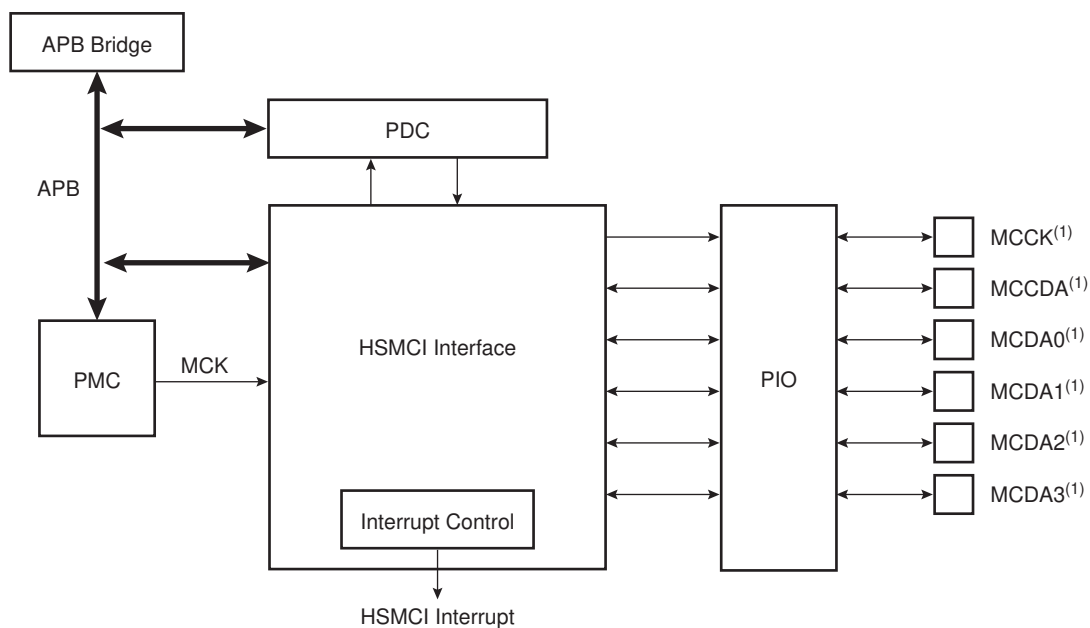 APB Bridge
PDC
APB
MCCK(1)
MCCDA(1)
HSMCI Interface
MCDA0(1)
PMC
MCK
PIO
MCDA1(1)
MCDA2(1)
MCDA3(1)
Interrupt Control
HSMCI Interrupt